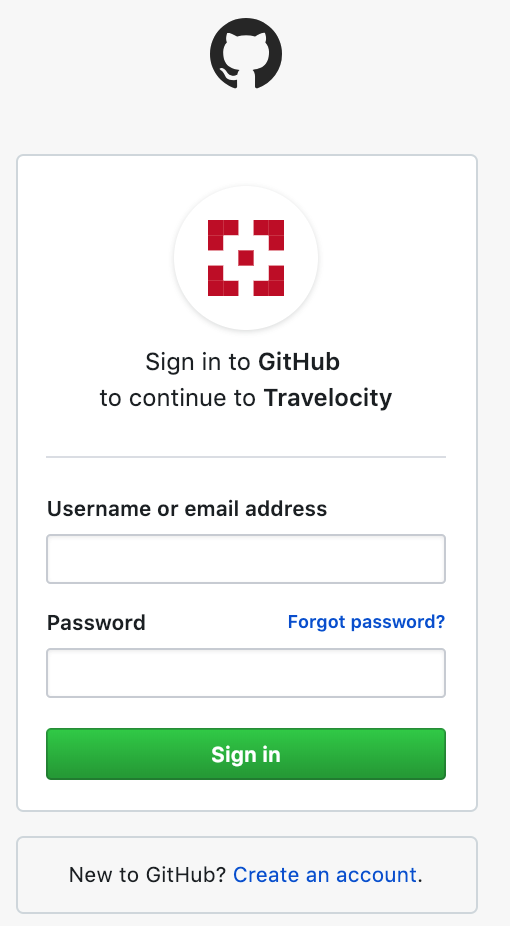 Sign in to GitHub
to continue to Travelocity
Username or email address
Password Forgot password?
Sign in
New to GitHub? Create an account.